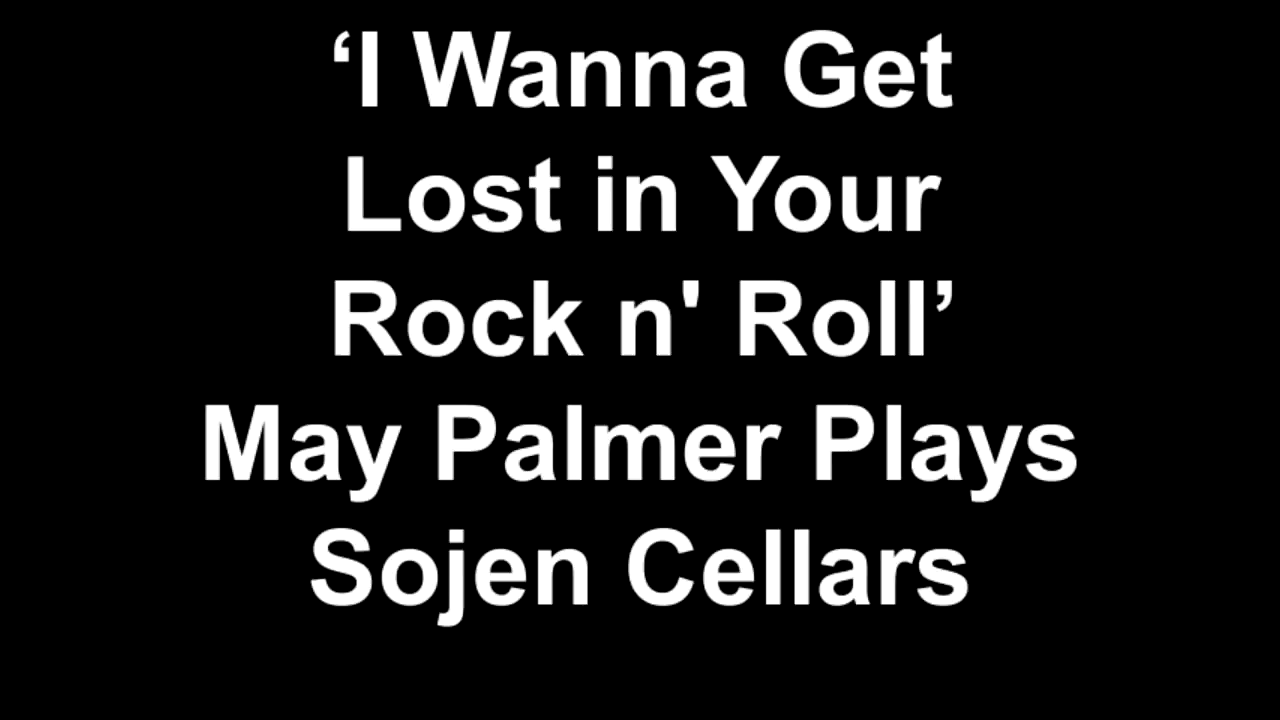 ‘I Wanna Get
Lost in Your
Rock n' Roll’
May Palmer Plays
Sojen Cellars